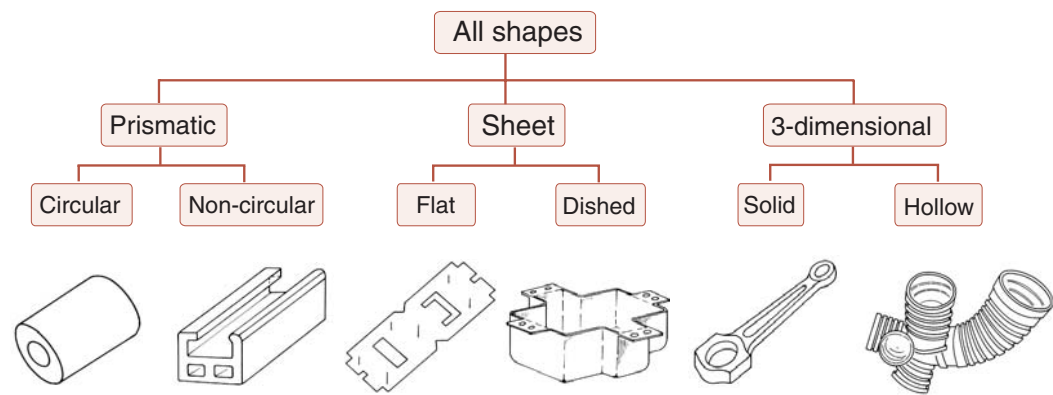 All shapes
Prismatic
Sheet
3-dimensional
Circular
Non-circular
Flat
Dished
Solid
Hollow